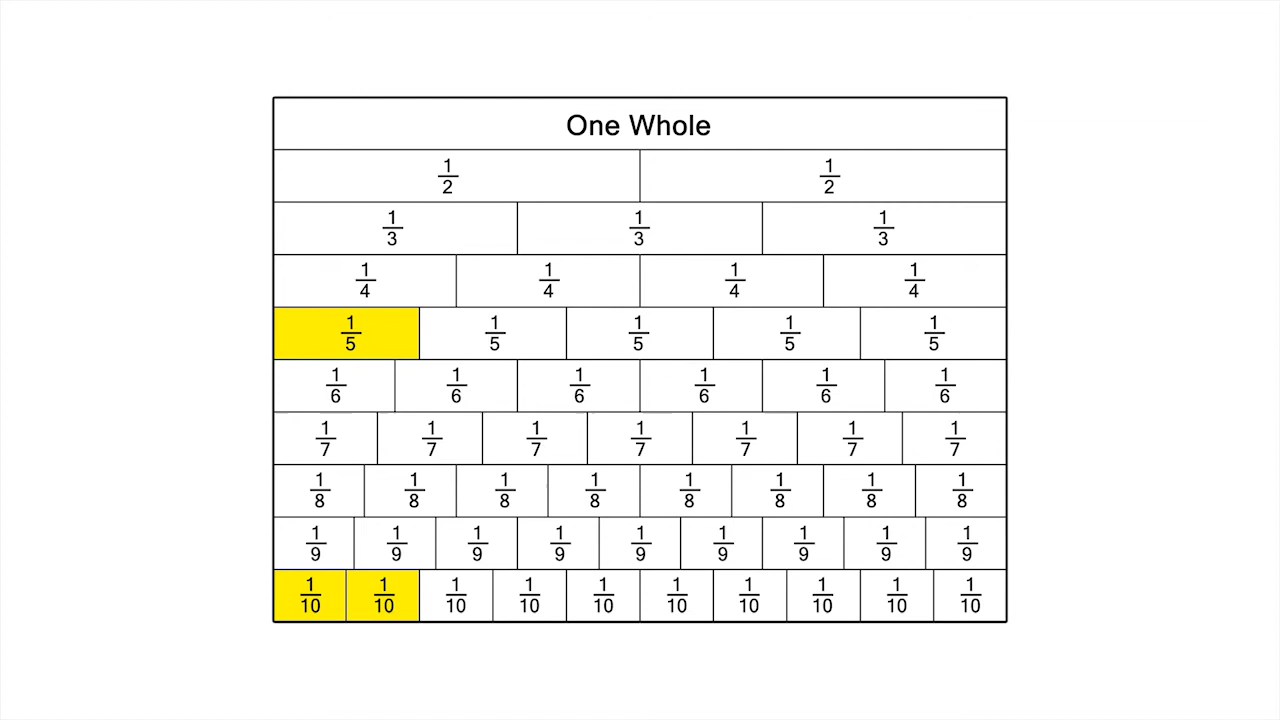 One Whole
1/2 1/2
1/3 1/3 1/3
1/4 1/4 1/4 1/4
1/5 1/5 1/5 1/5 1/5
1/6 1/6 1/6 1/6 1/6 1/6
1/7 1/7 1/7 1/7 1/7 1/7 1/7
1/8 1/8 1/8 1/8 1/8 1/8 1/8 1/8
1/9 1/9 1/9 1/9 1/9 1/9 1/9 1/9 1/9
1/10 1/10 1/10 1/10 1/10 1/10 1/10 1/10 1/10 1/10